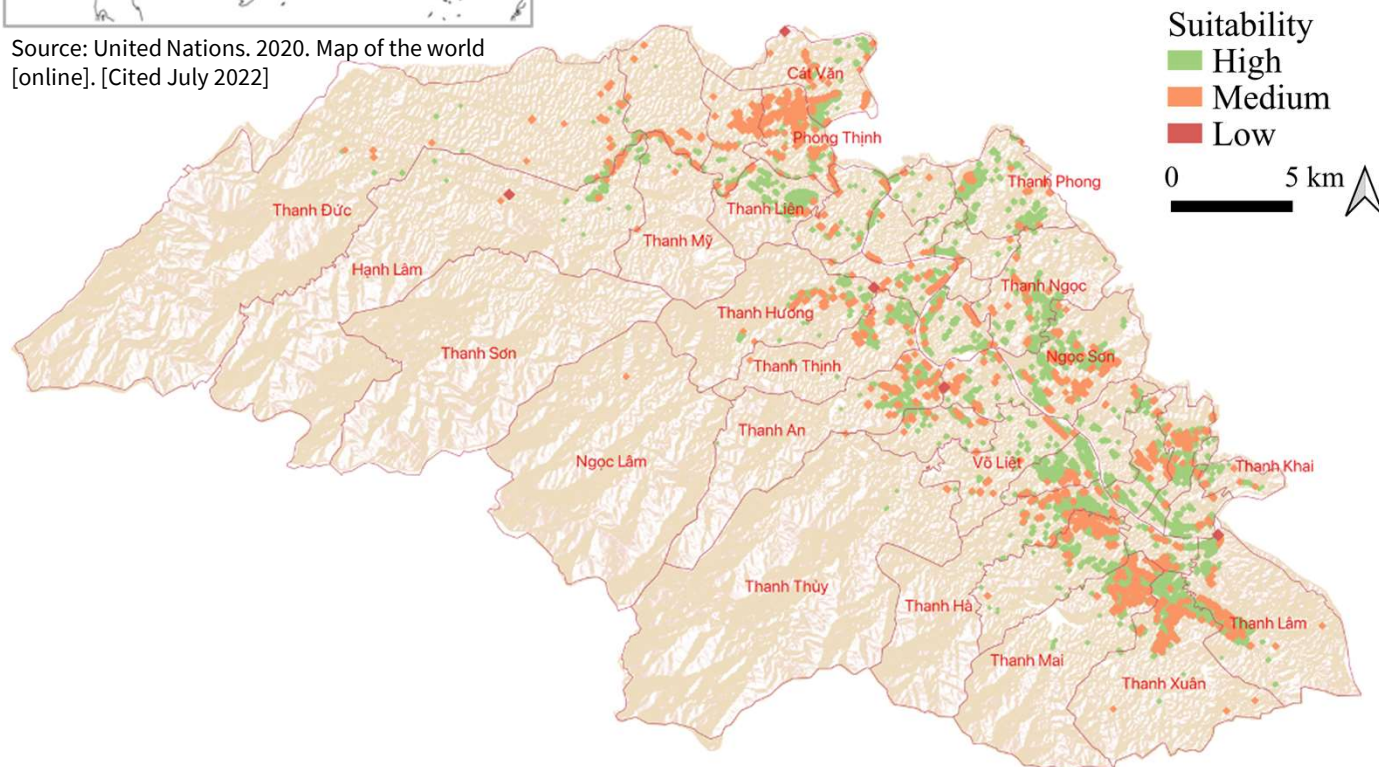 Source: United Nations. 2020. Map of the world
[online]. [Cited July 2022]
Suitability
High
Medium
Low
0 5 km
Cát Văn
Phong Thịnh
Thanh Phong
Thanh Đức
Thanh Liên
Thanh Mỹ
Hạnh Lâm
Thanh Ngọc
Thanh Hương
Thanh Sơn
Ngọc Sơn
Thanh Thịnh
Thanh An
Ngọc Lâm
Võ Liệt
Thanh Khai
Thanh Thủy
Thanh Hà
Thanh Lâm
Thanh Mai
Thanh Xuân